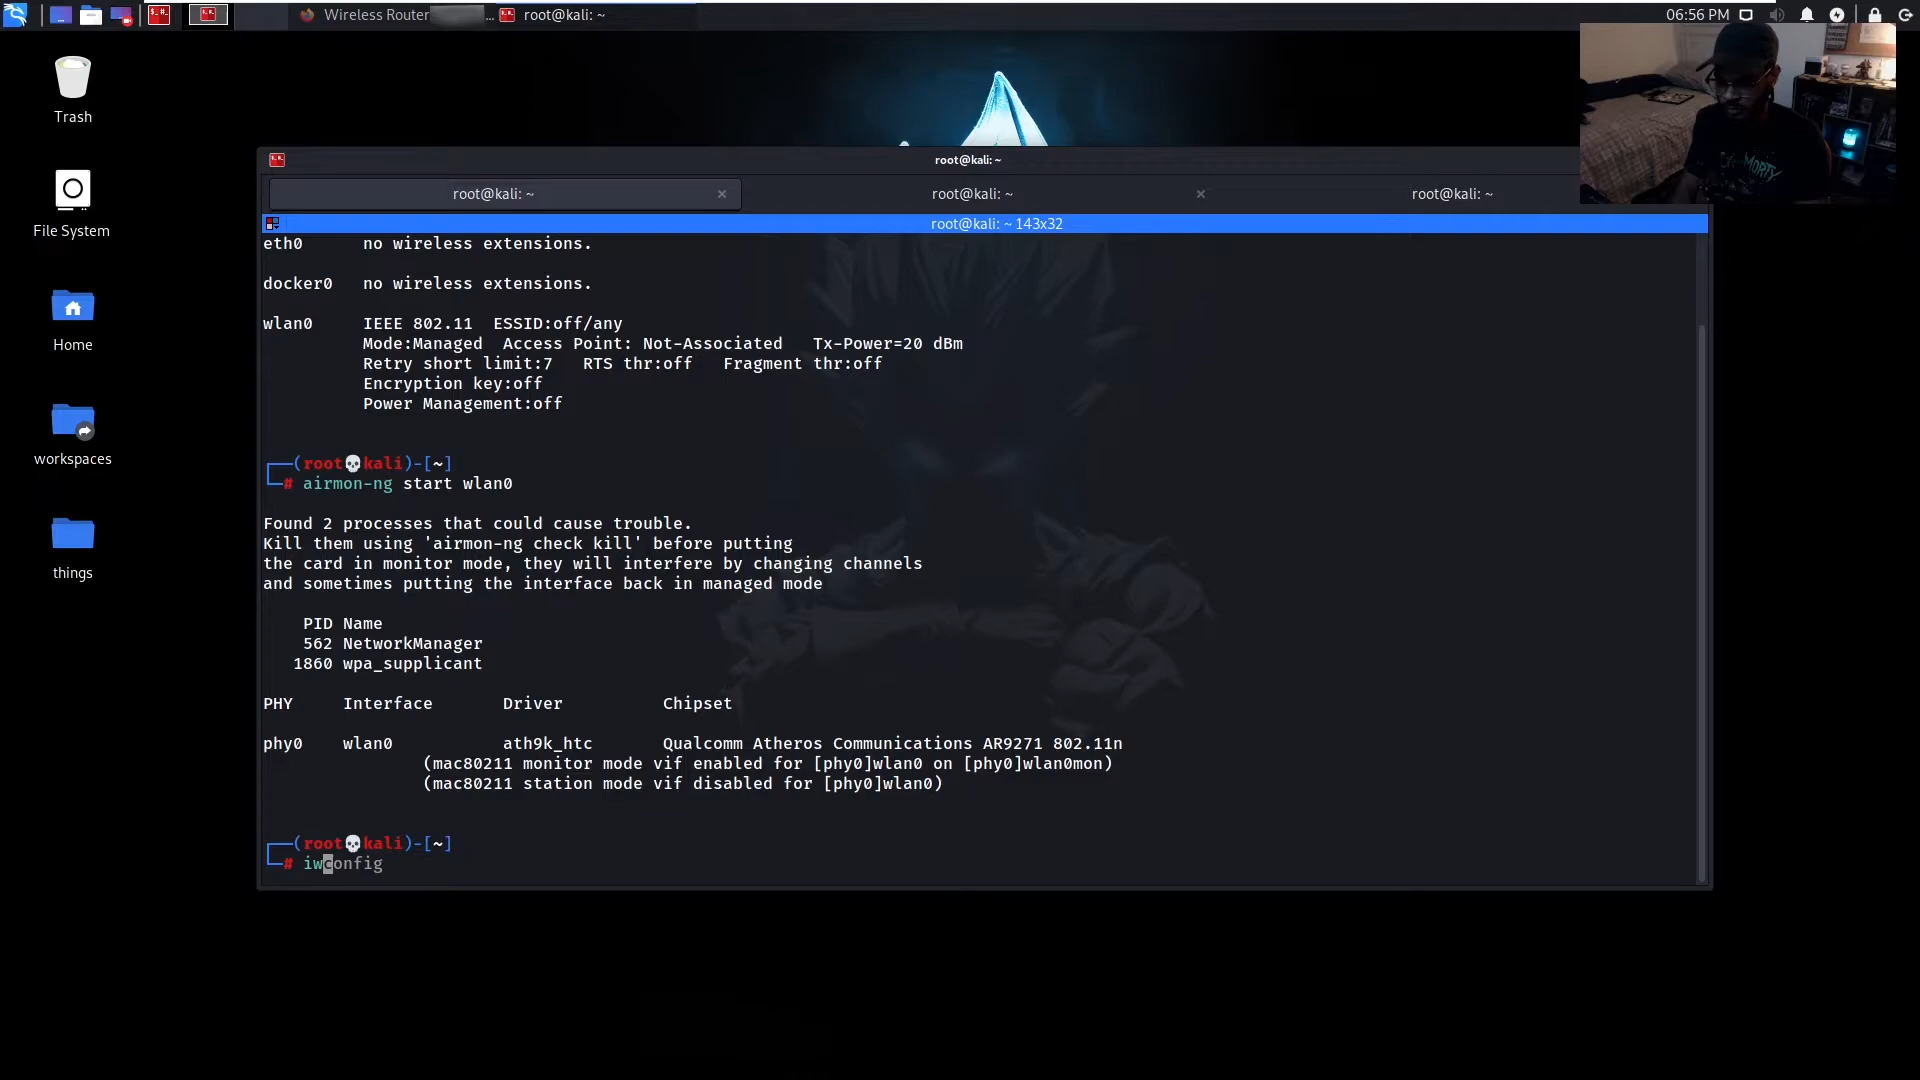 Wireless Router
...
root@kali: ~
06:56 PM
Trash
File System
Home
workspaces
things
root@kali: ~
root@kali: ~ ×
root@kali: ~ ×
root@kali: ~
root@kali: ~ 143x32
eth0     no wireless extensions.
docker0   no wireless extensions.
wlan0     IEEE 802.11  ESSID:off/any
Mode:Managed  Access Point: Not-Associated   Tx-Power=20 dBm
Retry short limit:7   RTS thr:off   Fragment thr:off
Encryption key:off
Power Management:off
(root💀kali)-[~]
# airmon-ng start wlan0
Found 2 processes that could cause trouble.
Kill them using 'airmon-ng check kill' before putting
the card in monitor mode, they will interfere by changing channels
and sometimes putting the interface back in managed mode
PID Name
562 NetworkManager
1860 wpa_supplicant
PHY     Interface       Driver          Chipset
phy0    wlan0           ath9k_htc       Qualcomm Atheros Communications AR9271 802.11n
(mac80211 monitor mode vif enabled for [phy0]wlan0 on [phy0]wlan0mon)
(mac80211 station mode vif disabled for [phy0]wlan0)
(root💀kali)-[~]
# iwconfig